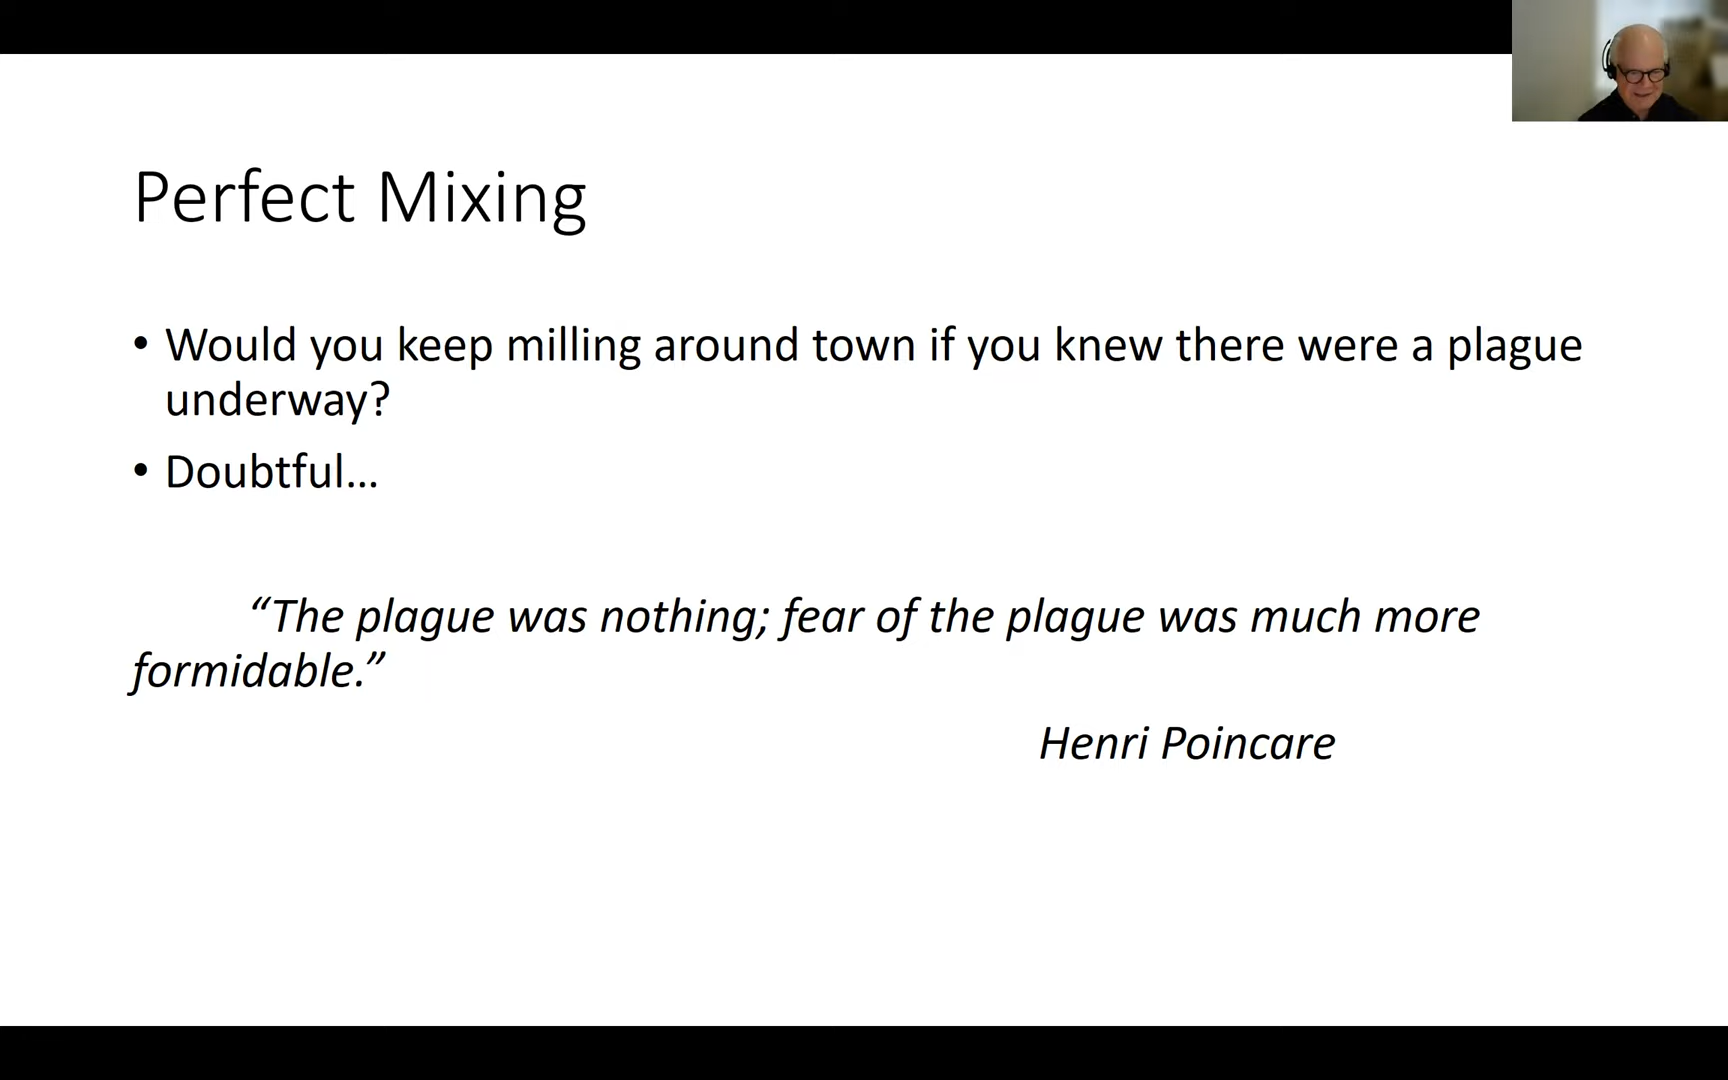 Perfect Mixing
• Would you keep milling around town if you knew there were a plague
underway?
• Doubtful…
“The plague was nothing; fear of the plague was much more
formidable.”
Henri Poincare